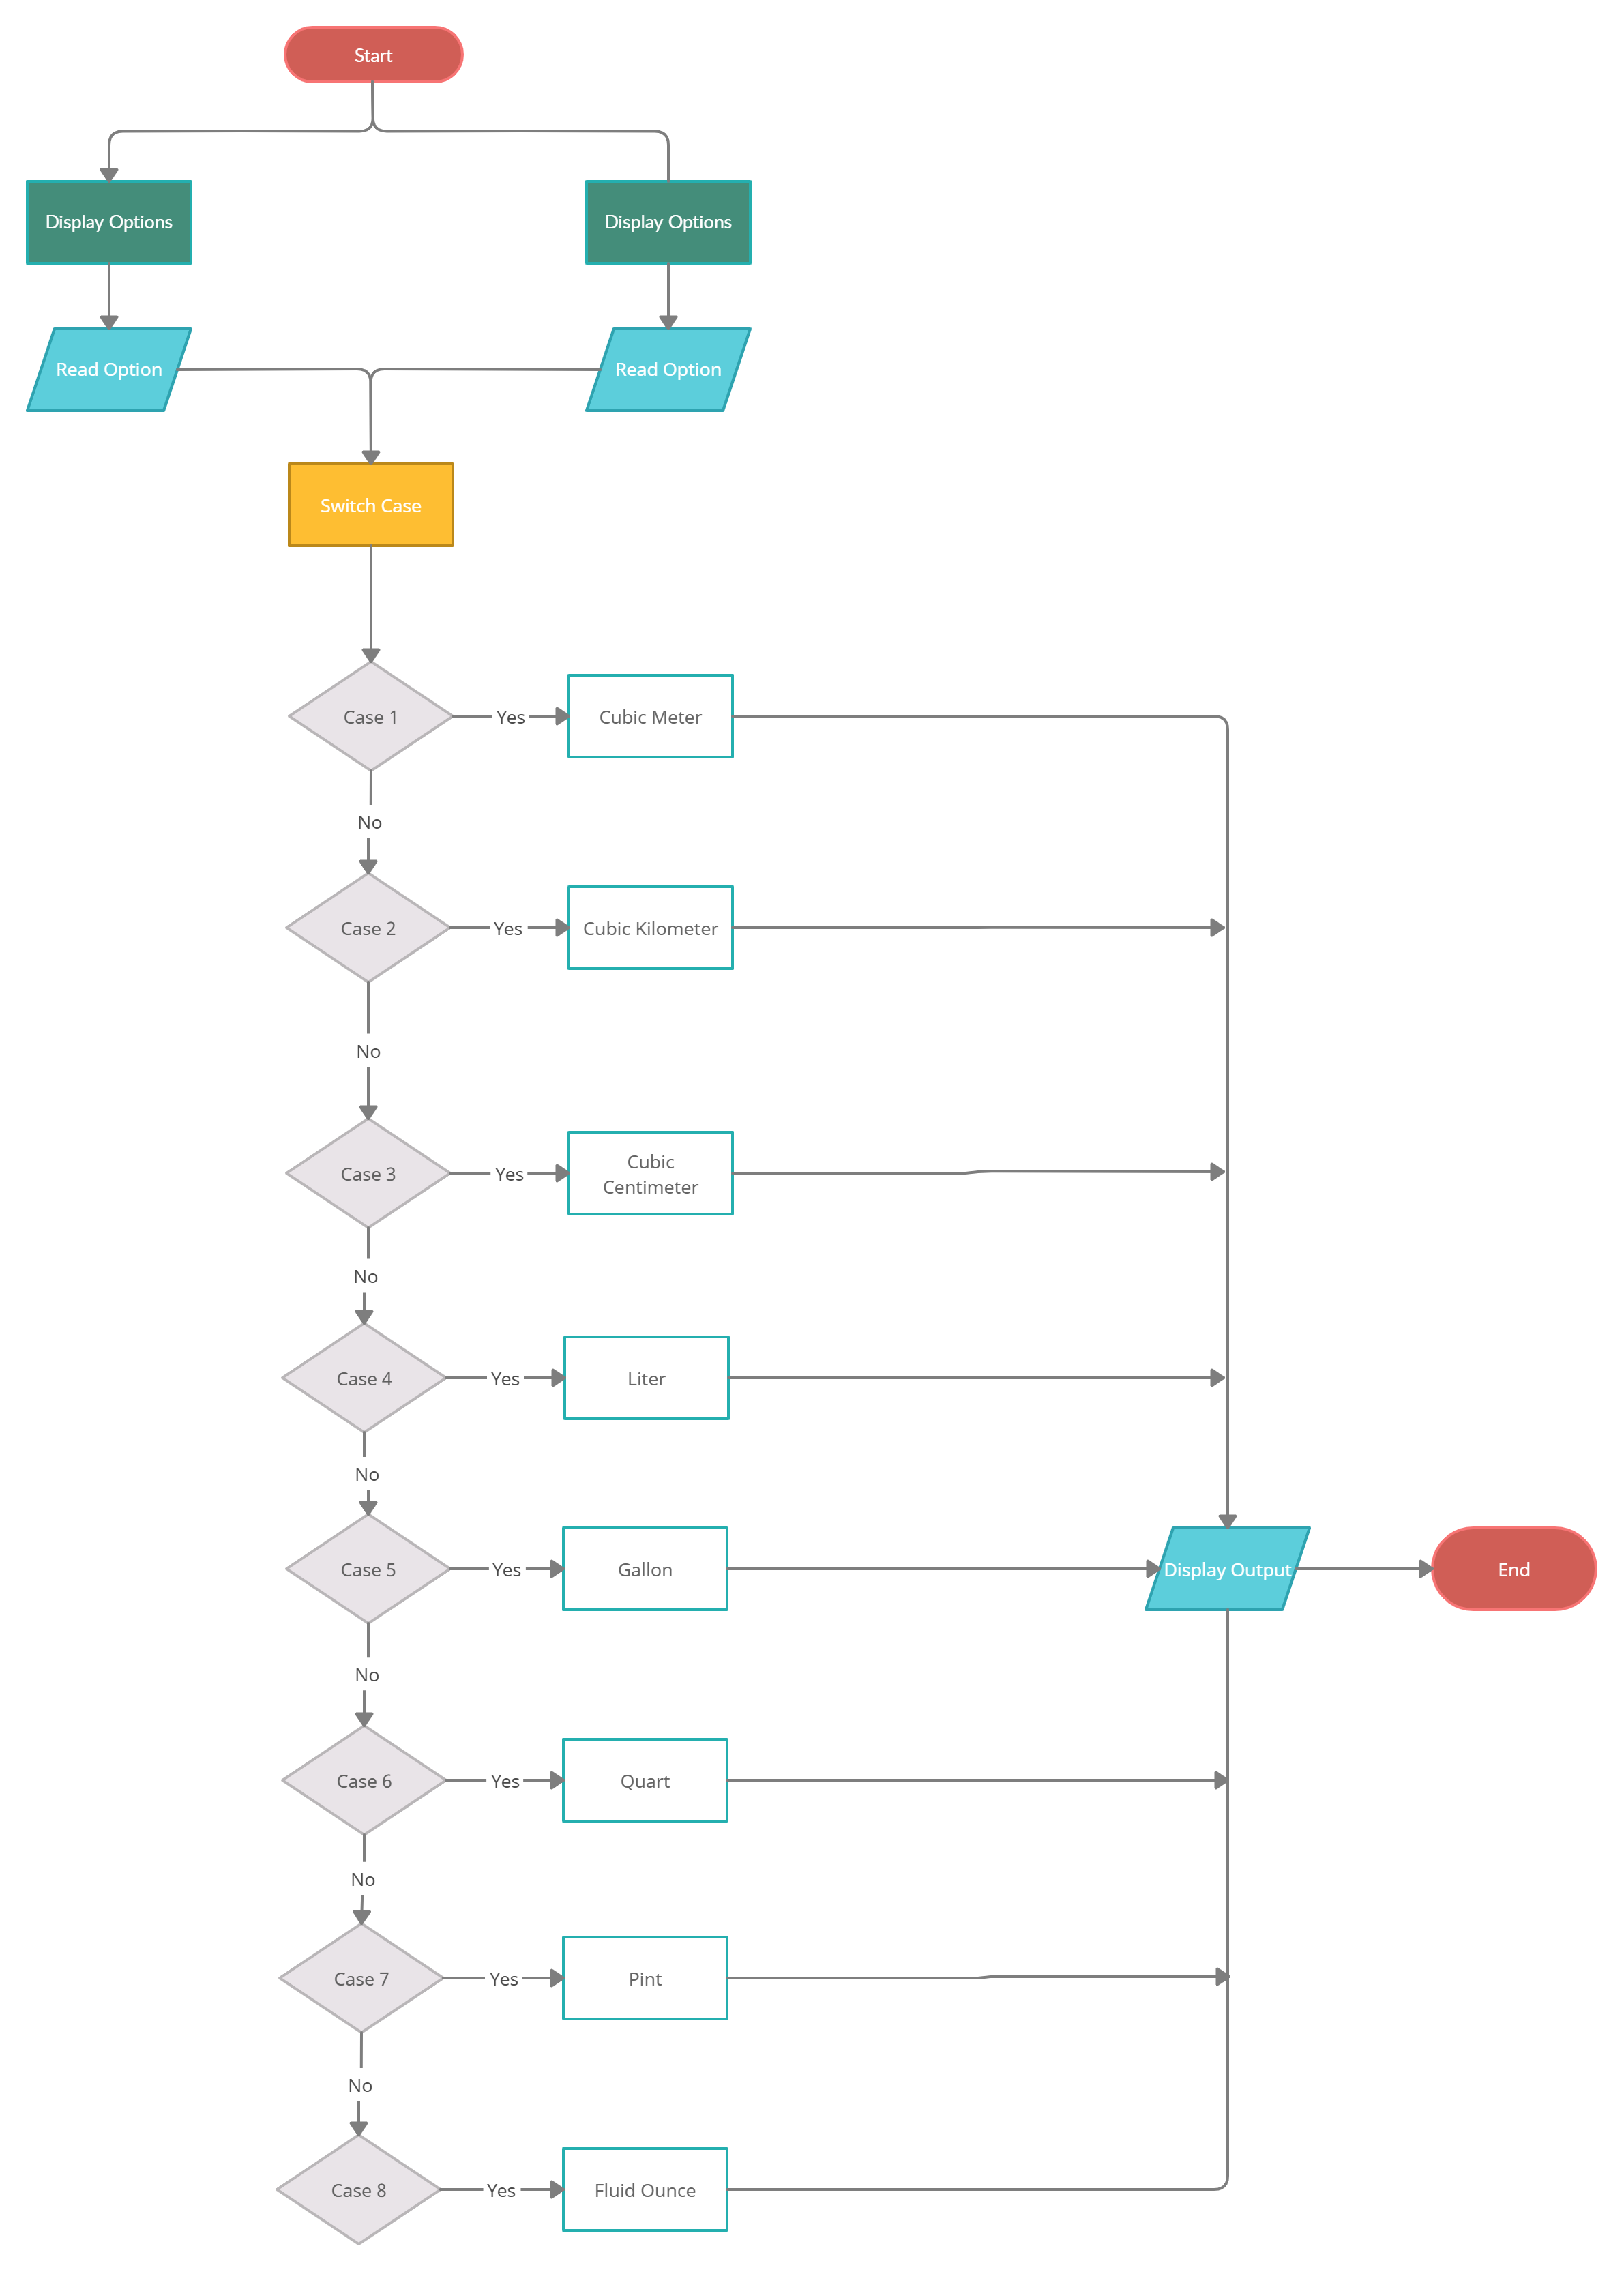 Start
Display Options
Display Options
Read Option
Read Option
Switch Case
Case 1
Yes
Cubic Meter
No
Case 2
Yes
Cubic Kilometer
No
Case 3
Yes
Cubic
Centimeter
No
Case 4
Yes
Liter
No
Case 5
Yes
Gallon
Display Output
End
No
Case 6
Yes
Quart
No
Case 7
Yes
Pint
No
Case 8
Yes
Fluid Ounce